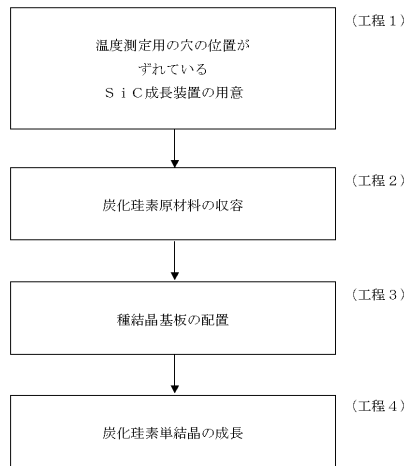 （工程１）
温度測定用の穴の位置が
ずれている
ＳｉＣ成長装置の用意
（工程２）
炭化珪素原材料の収容
（工程３）
種結晶基板の配置
（工程４）
炭化珪素単結晶の成長